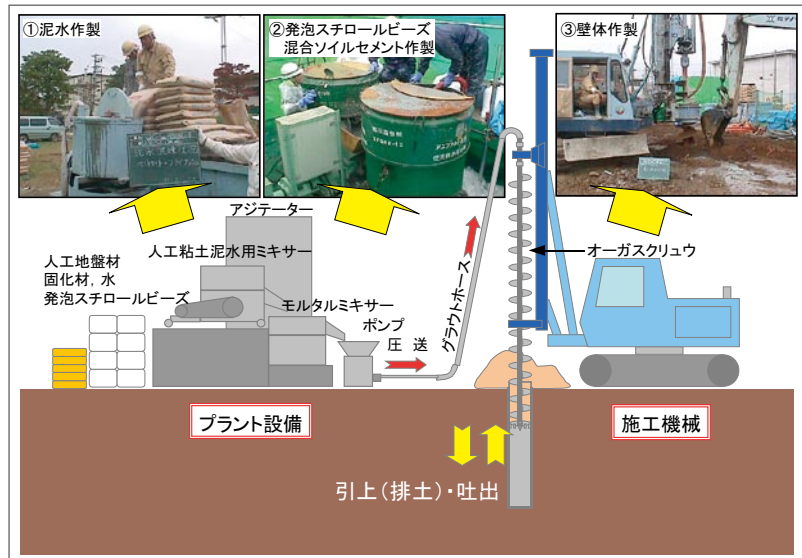 ①泥水作製
②発泡スチロールビーズ
混合ソイルセメント作製
③壁体作製
アジテーター
人工粘土泥水用ミキサー
人工地盤材
固化材，水
発泡スチロールビーズ
モルタルミキサー
ポンプ
圧 送
グラウトホース
オーガスクリュウ
プラント設備
施工機械
引上（排土）・吐出